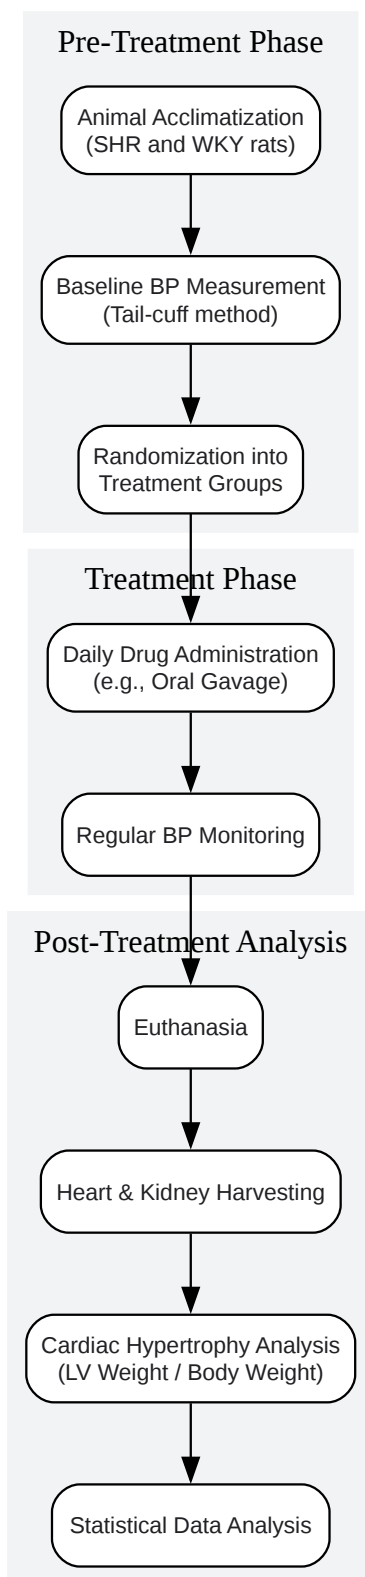 Pre-Treatment Phase
Animal Acclimatization
(SHR and WKY rats)
Baseline BP Measurement
(Tail-cuff method)
Randomization into
Treatment Groups
Treatment Phase
Daily Drug Administration
(e.g., Oral Gavage)
Regular BP Monitoring
Post-Treatment Analysis
Euthanasia
Heart & Kidney Harvesting
Cardiac Hypertrophy Analysis
(LV Weight / Body Weight)
Statistical Data Analysis